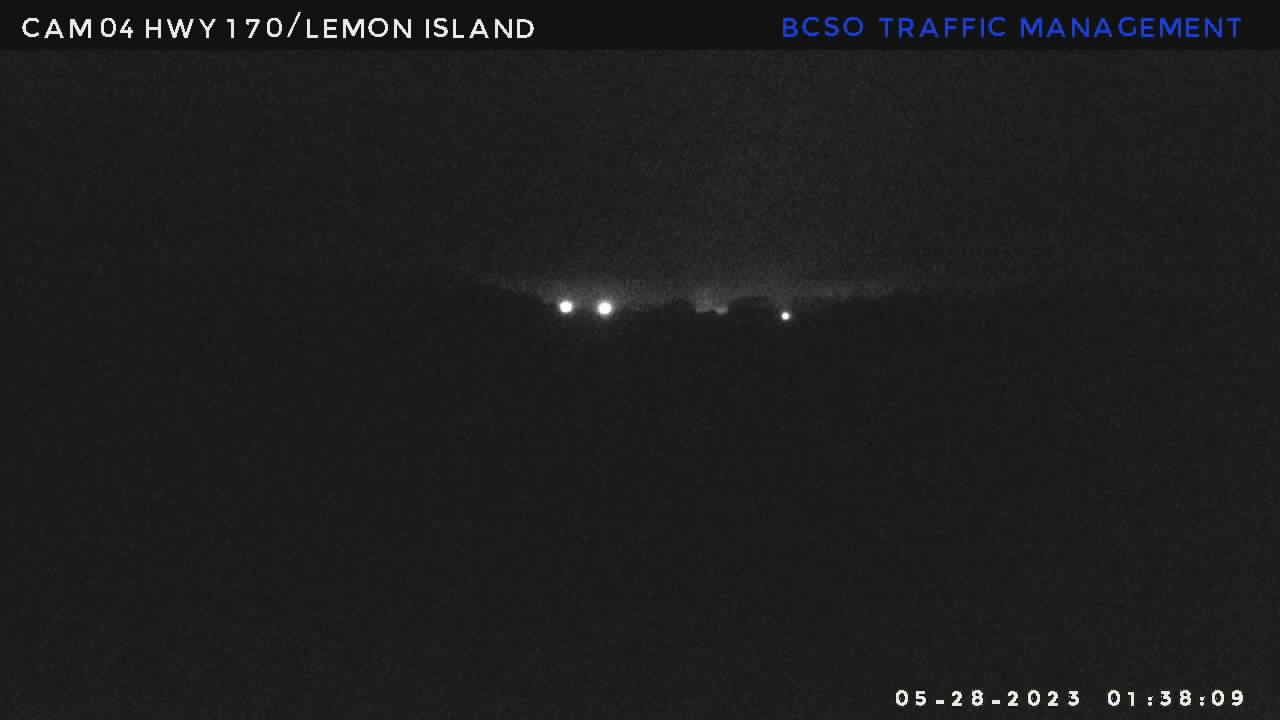 CAM 04 HWY 170/LEMON ISLAND
BCSO TRAFFIC MANAGEMENT
05-28-2023 01:38:09